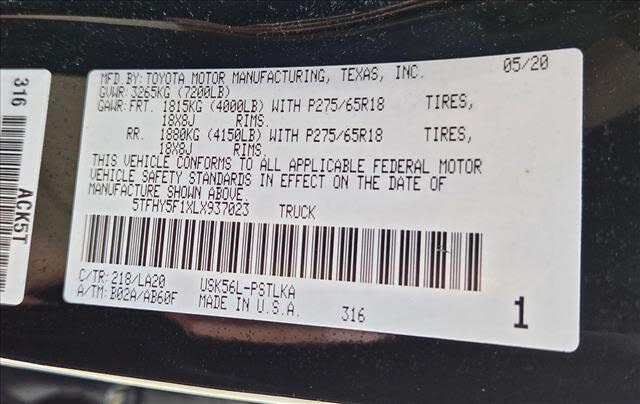 MFD.BY:TOYOTA MOTOR MANUFACTURING, TEXAS, INC. 05/20
GVWR:3265KG (7200LB)
GAWR:FRT. 1815KG (4000LB) WITH P275/65R18 TIRES,
18X8J RIMS.
RR. 1880KG (4150LB) WITH P275/65R18 TIRES,
18X8J RIMS
THIS VEHICLE CONFORMS TO ALL APPLICABLE FEDERAL MOTOR
VEHICLE SAFETY STANDARDS IN EFFECT ON THE DATE OF
MANUFACTURE SHOWN ABOVE.
5TFHY5F1XLX937023 TRUCK
C/TR:218/LA20 USK56L-PSTLKA
A/TM:B02A/AB60F MADE IN U.S.A. 316 1
316 ACK5T